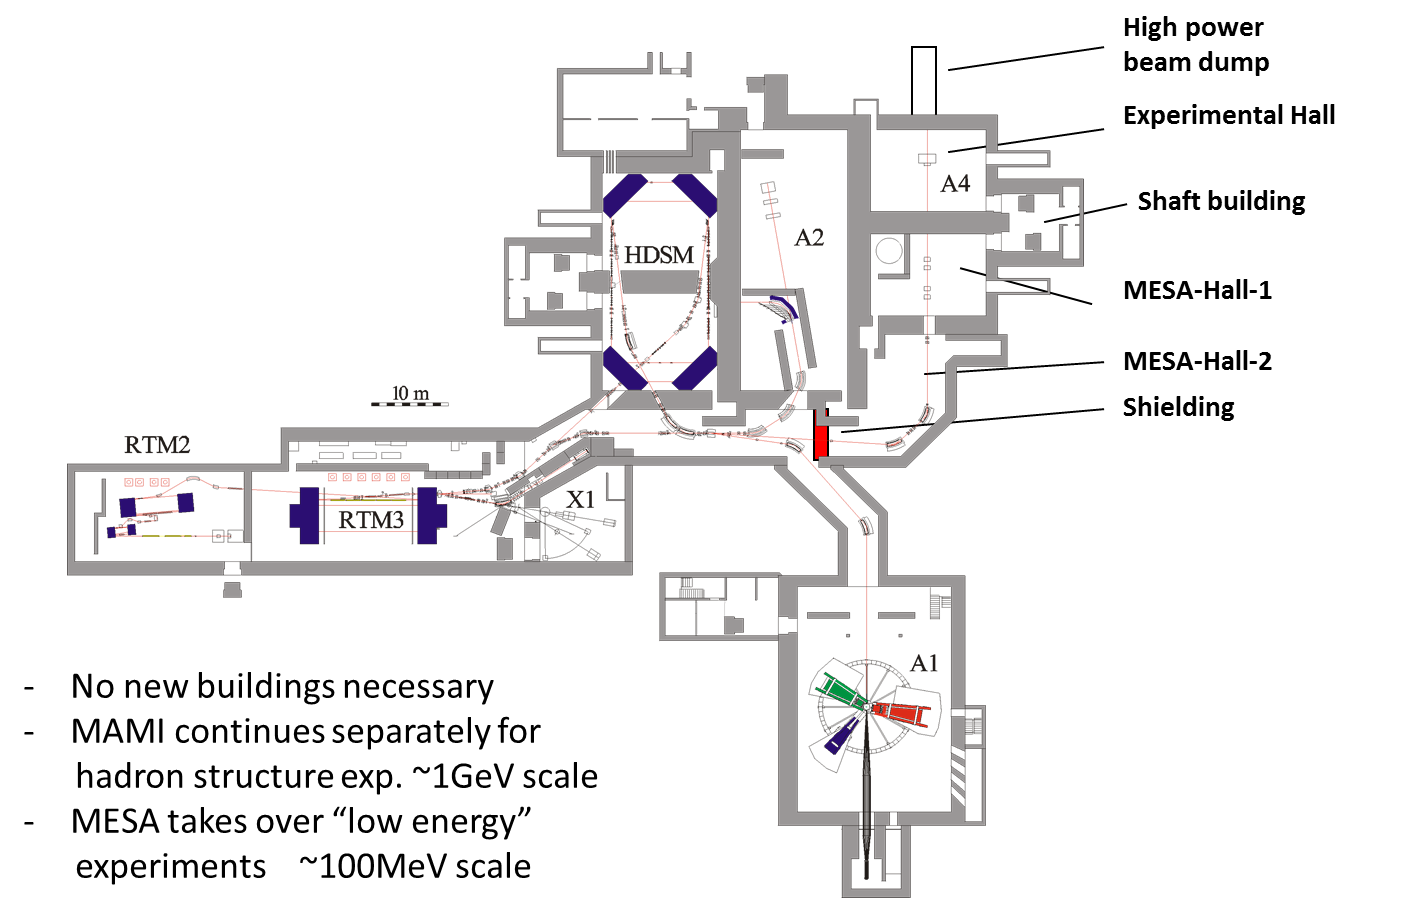 High power
beam dump
Experimental Hall
A4
Shaft building
A2
HDSM
MESA-Hall-1
MESA-Hall-2
10 m
Shielding
RTM2
X1
RTM3
A1
- No new buildings necessary
- MAMI continues separately for
hadron structure exp. ~1GeV scale
- MESA takes over “low energy”
experiments ~100MeV scale